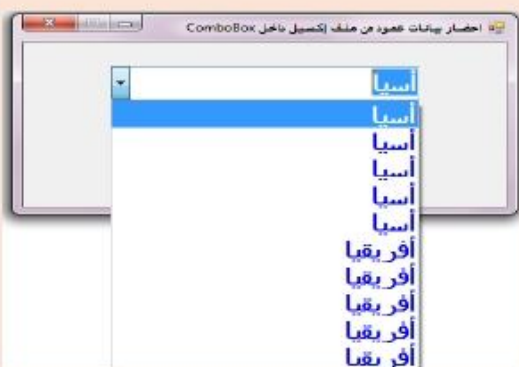 احضار بيانات عمود من ملف إكسيل داخل ComboBox
أسيا
أسيا
أسيا
أسيا
أسيا
أسيا
أفريقيا
أفريقيا
أفريقيا
أفريقيا
أفريقيا